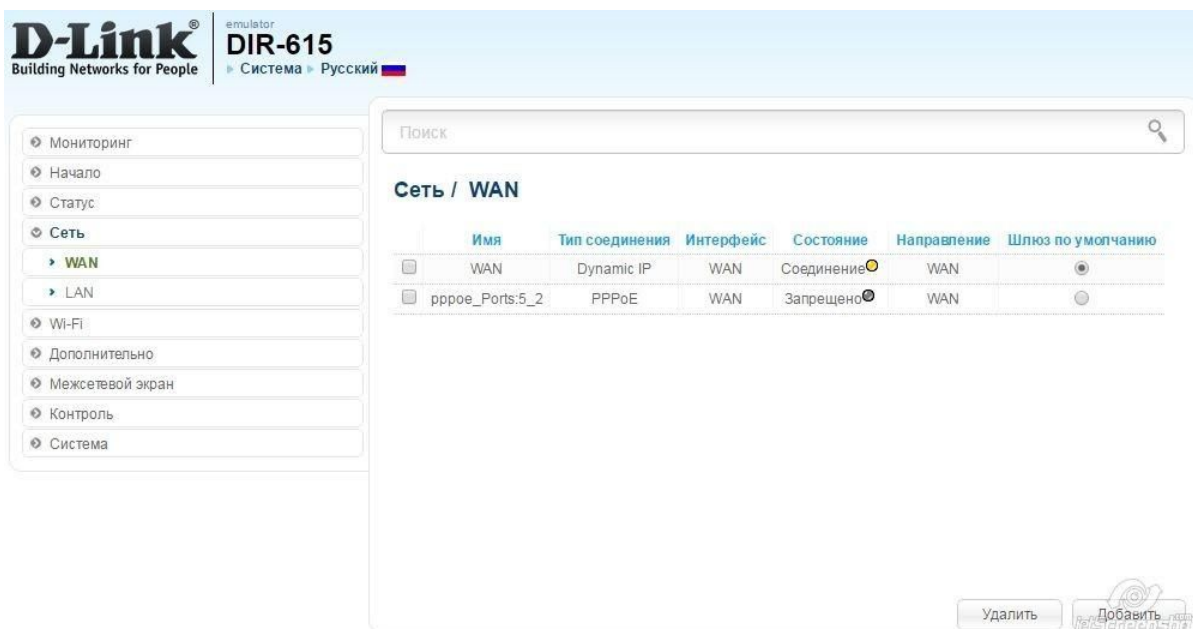 D-Link®
Building Networks for People
emulator
DIR-615
Система Русский
Мониторинг
Начало
Статус
Сеть
WAN
LAN
Wi-Fi
Дополнительно
Межсетевой экран
Контроль
Система
Поиск
Сеть / WAN
Имя Тип соединения Интерфейс Состояние Направление Шлюз по умолчанию
WAN Dynamic IP WAN Соединение WAN
pppoe_Ports:5_2 PPPoE WAN Запрещено WAN
Удалить Добавить